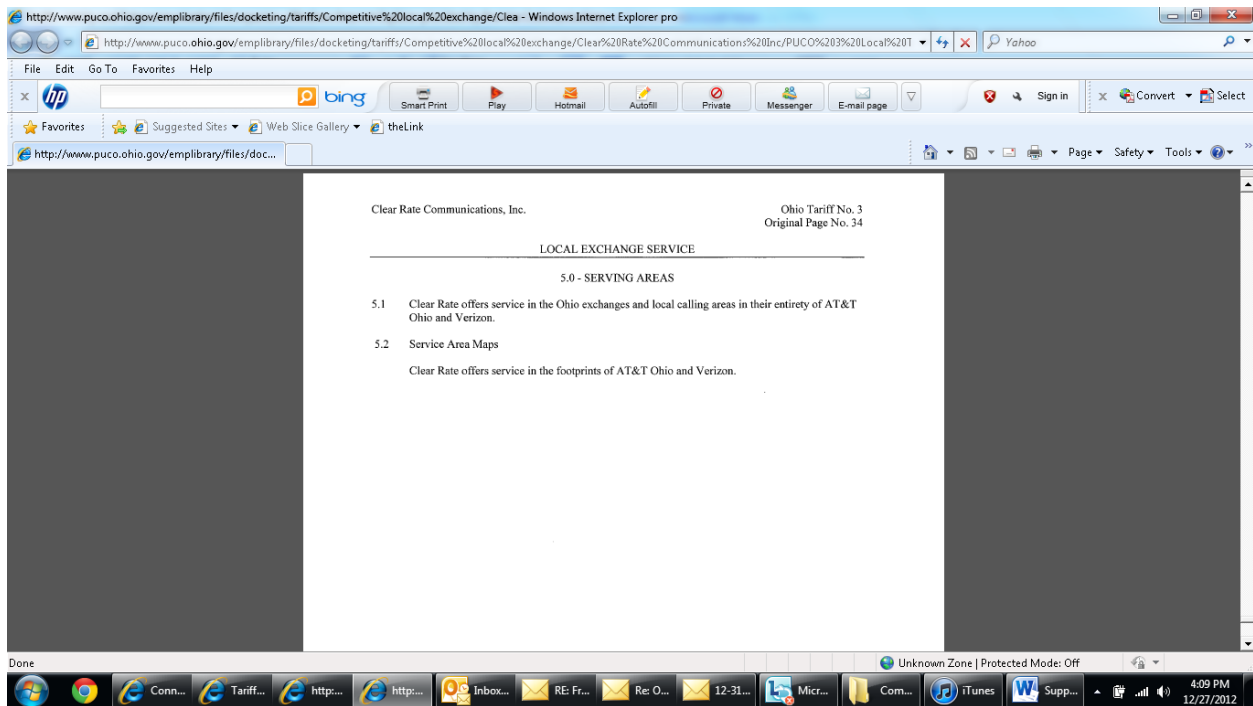 http://www.puco.ohio.gov/emplibrary/files/docketing/tariffs/Competitive%20local%20exchange/Clea - Windows Internet Explorer pro
http://www.puco.ohio.gov/emplibrary/files/docketing/tariffs/Competitive%20local%20exchange/Clear%20Rate%20Communications%20Inc/PUCO%203%20Local%20T
Yahoo
File Edit Go To Favorites Help
x hp bing Smart Print Play Hotmail Autofill Private Messenger E-mail page Sign in x Convert Select
Favorites Suggested Sites Web Slice Gallery theLink
http://www.puco.ohio.gov/emplibrary/files/doc... Page Safety Tools
Clear Rate Communications, Inc. Ohio Tariff No. 3
Original Page No. 34
LOCAL EXCHANGE SERVICE
5.0 - SERVING AREAS
5.1 Clear Rate offers service in the Ohio exchanges and local calling areas in their entirety of AT&T
Ohio and Verizon.
5.2 Service Area Maps
Clear Rate offers service in the footprints of AT&T Ohio and Verizon.
Done Unknown Zone | Protected Mode: Off
Conn... Tariff... http:... http:... Inbox... RE: Fr... Re: O... 12-31... Micr... Com... iTunes Supp... 4:09 PM
12/27/2012